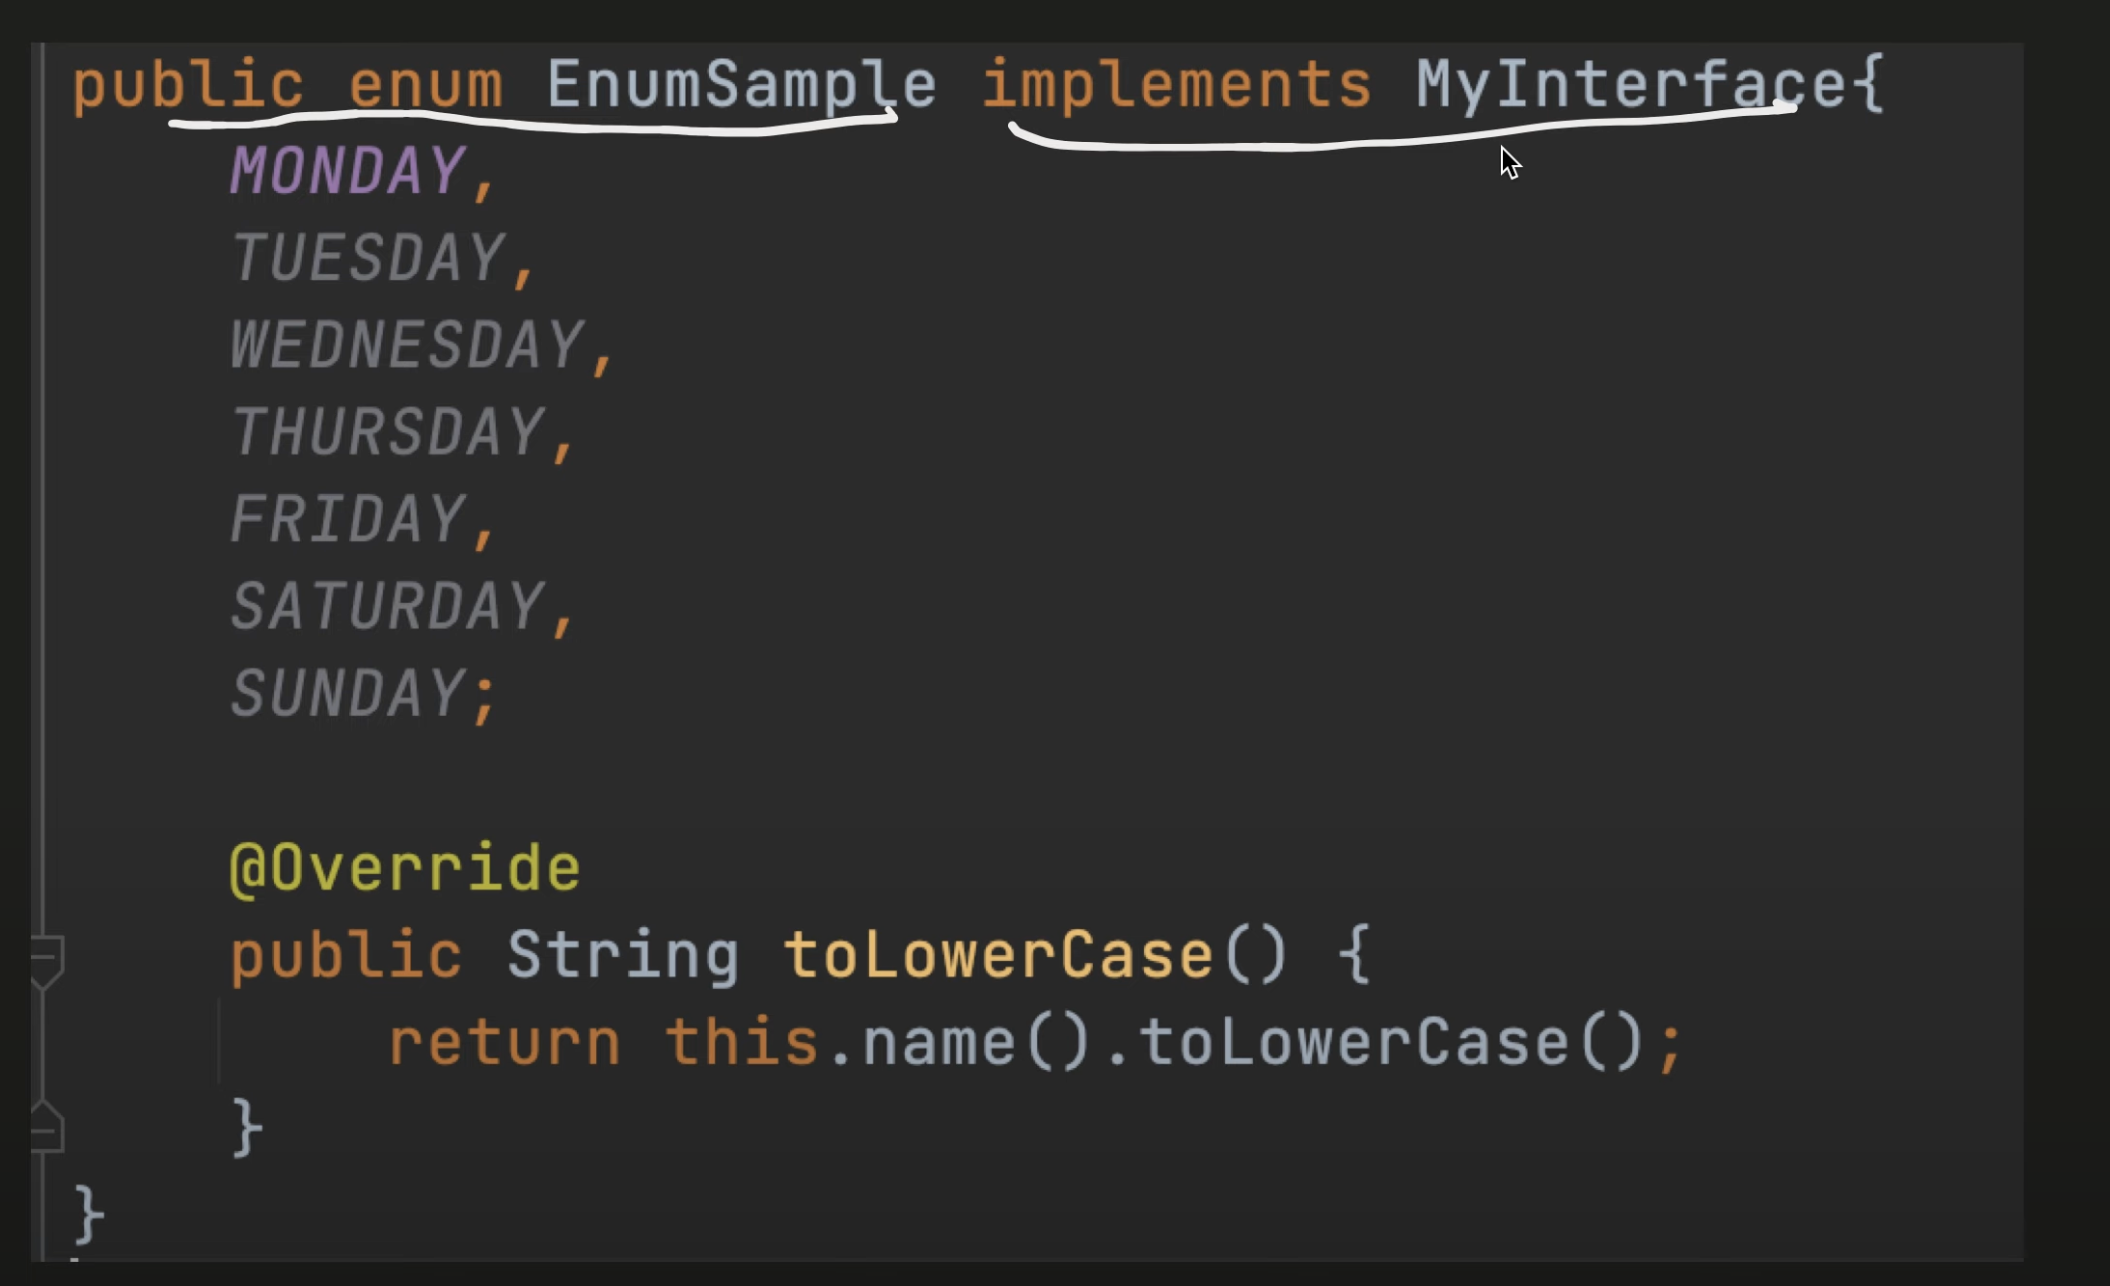 public enum EnumSample implements MyInterface{
MONDAY,
TUESDAY,
WEDNESDAY,
THURSDAY,
FRIDAY,
SATURDAY,
SUNDAY;
@Override
public String toLowerCase() {
return this.name().toLowerCase();
}
}